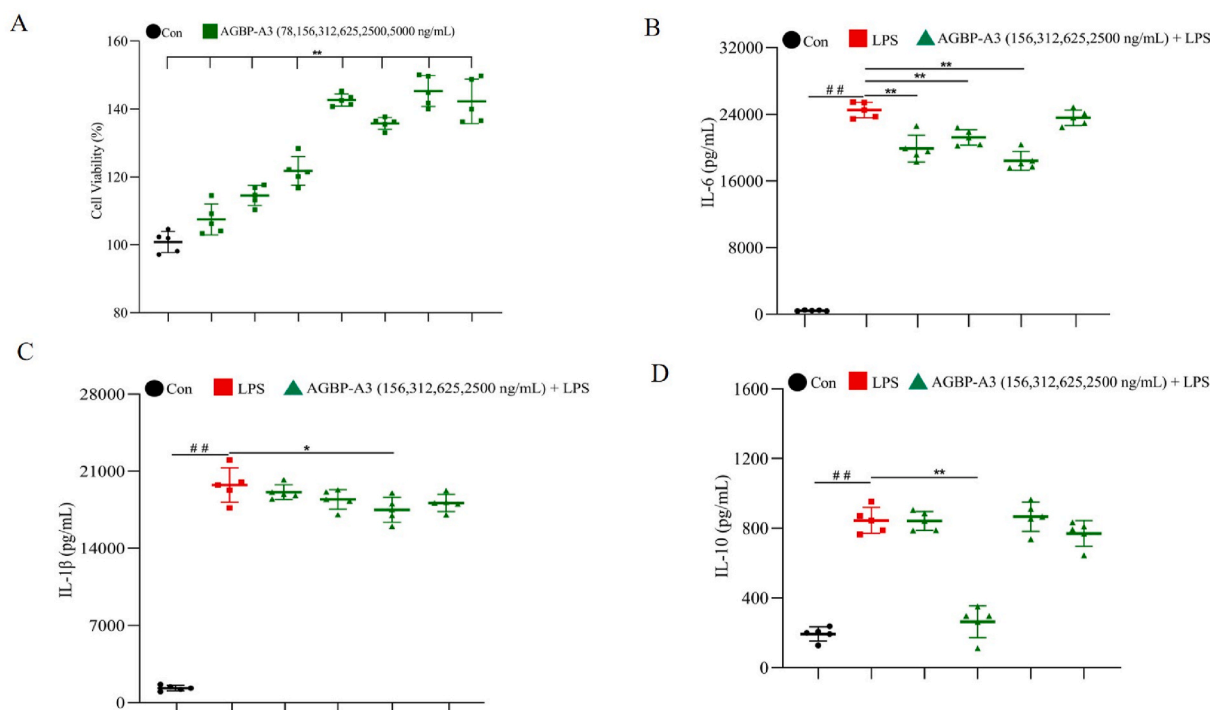 A
Con AGBP-A3 (78,156,312,625,2500,5000 ng/mL)
**
160
140
120
100
80
Cell Viability (%)
B
Con LPS AGBP-A3 (156,312,625,2500 ng/mL) + LPS
32000
24000
16000
8000
0
IL-6 (pg/mL)
# #
**
**
**
C
Con LPS AGBP-A3 (156,312,625,2500 ng/mL) + LPS
28000
21000
14000
7000
0
IL-1β (pg/mL)
# #
*
D
Con LPS AGBP-A3 (156,312,625,2500 ng/mL) + LPS
1600
1200
800
400
0
IL-10 (pg/mL)
# #
**